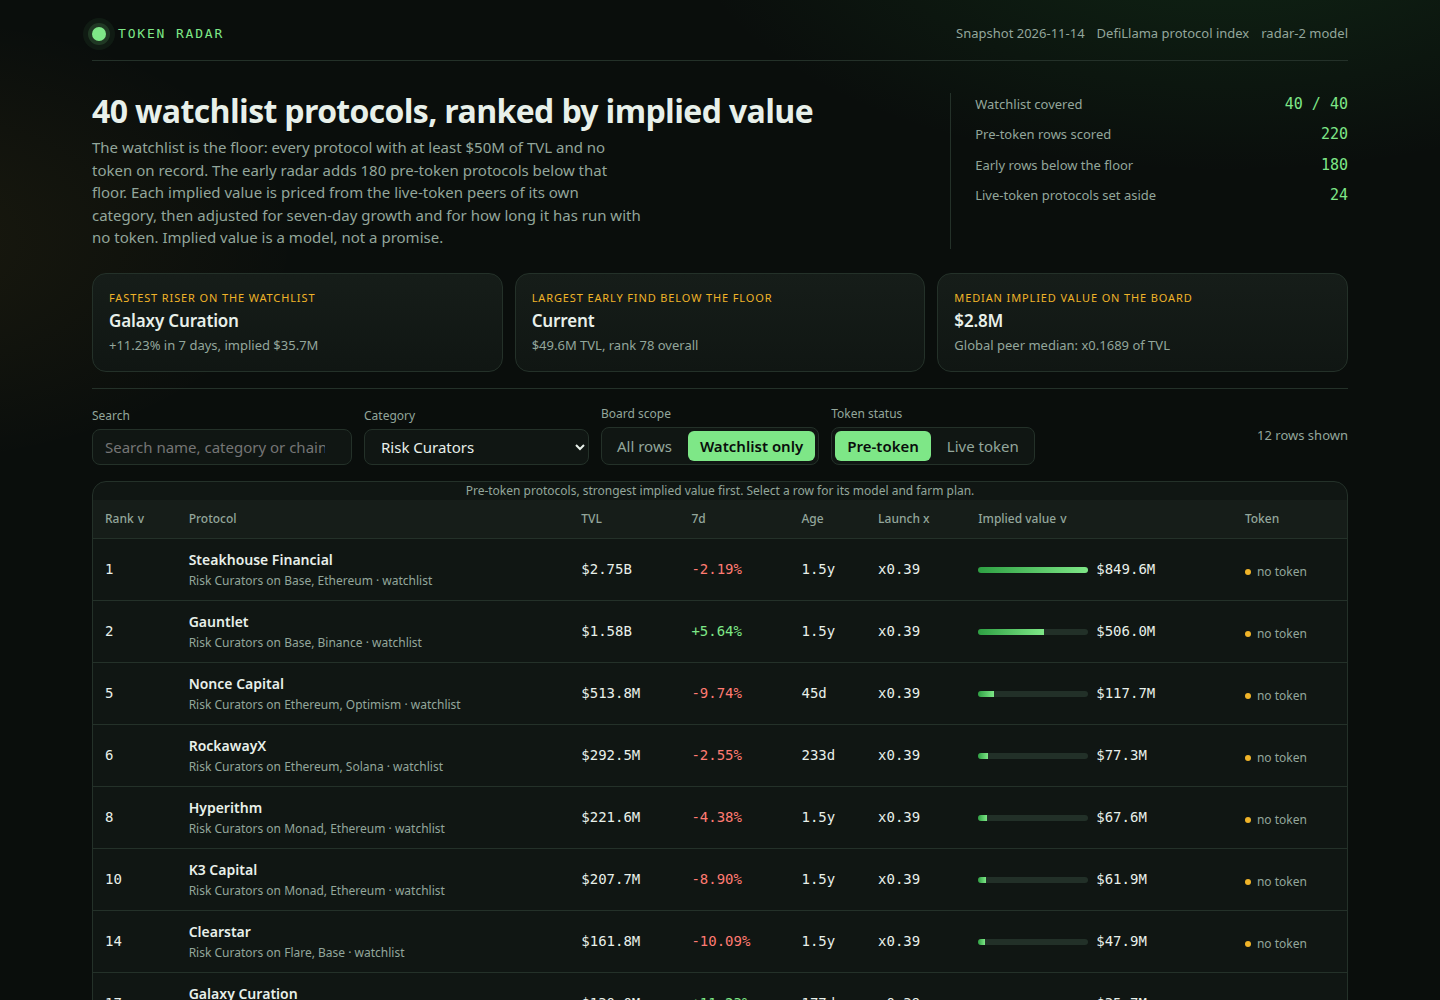 TOKEN RADAR
Snapshot 2026-11-14 DefiLlama protocol index radar-2 model
40 watchlist protocols, ranked by implied value
The watchlist is the floor: every protocol with at least $50M of TVL and no
token on record. The early radar adds 180 pre-token protocols below that
floor. Each implied value is priced from the live-token peers of its own
category, then adjusted for seven-day growth and for how long it has run with
no token. Implied value is a model, not a promise.
Watchlist covered 40 / 40
Pre-token rows scored 220
Early rows below the floor 180
Live-token protocols set aside 24
FASTEST RISER ON THE WATCHLIST
Galaxy Curation
+11.23% in 7 days, implied $35.7M
LARGEST EARLY FIND BELOW THE FLOOR
Current
$49.6M TVL, rank 78 overall
MEDIAN IMPLIED VALUE ON THE BOARD
$2.8M
Global peer median: x0.1689 of TVL
Search Category Board scope Token status
Search name, category or chain Risk Curators All rows Watchlist only Pre-token Live token 12 rows shown
Pre-token protocols, strongest implied value first. Select a row for its model and farm plan.
Rank v Protocol TVL 7d Age Launch x Implied value v Token
1 Steakhouse Financial $2.75B -2.19% 1.5y x0.39 $849.6M no token
Risk Curators on Base, Ethereum · watchlist
2 Gauntlet $1.58B +5.64% 1.5y x0.39 $506.0M no token
Risk Curators on Base, Binance · watchlist
5 Nonce Capital $513.8M -9.74% 45d x0.39 $117.7M no token
Risk Curators on Ethereum, Optimism · watchlist
6 RockawayX $292.5M -2.55% 233d x0.39 $77.3M no token
Risk Curators on Ethereum, Solana · watchlist
8 Hyperithm $221.6M -4.38% 1.5y x0.39 $67.6M no token
Risk Curators on Monad, Ethereum · watchlist
10 K3 Capital $207.7M -8.90% 1.5y x0.39 $61.9M no token
Risk Curators on Monad, Ethereum · watchlist
14 Clearstar $161.8M -10.09% 1.5y x0.39 $47.9M no token
Risk Curators on Flare, Base · watchlist
Galaxy Curation